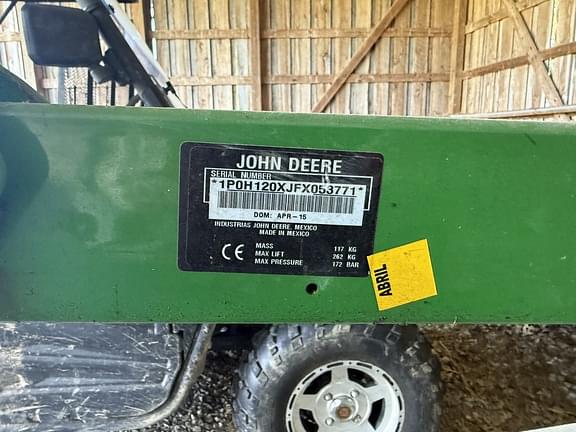 JOHN DEERE
SERIAL NUMBER
*1P0H120XJFX053771*
DOM: APR-15
INDUSTRIAS JOHN DEERE, MEXICO
MADE IN MEXICO
CE
MASS 117 KG
MAX LIFT 262 KG
MAX PRESSURE 172 BAR
ABRIL